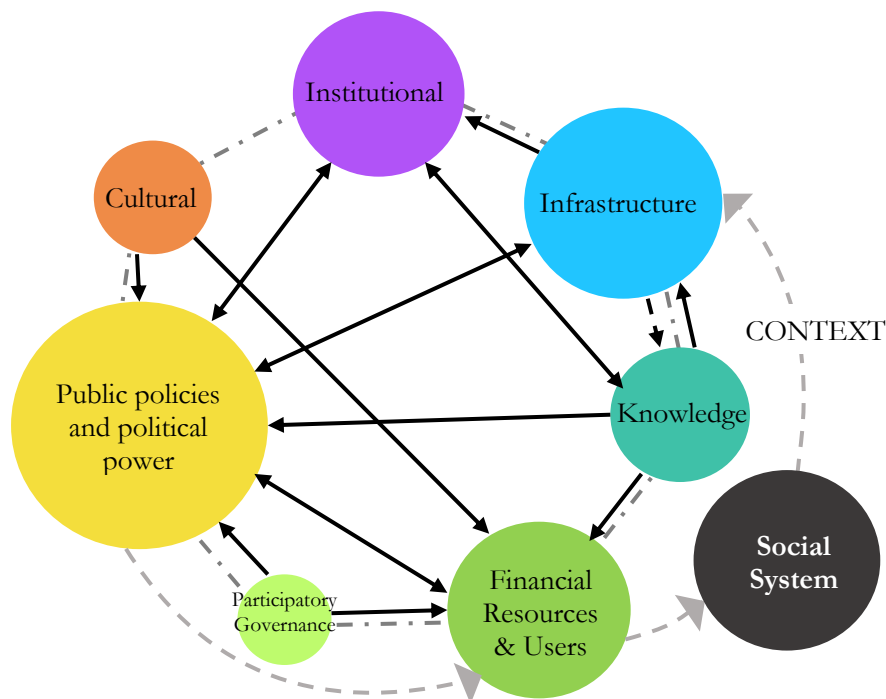 Institutional
Cultural
Infrastructure
CONTEXT
Public policies
and political
power
Knowledge
Social
System
Participatory
Governance
Financial
Resources
& Users